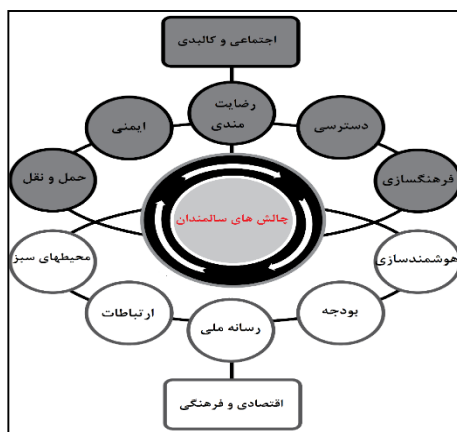 اجتماعی و کالبدی
رضایت
مندی
دسترسی
ایمنی
فرهنگسازی
حمل و نقل
چالش های سالمندان
هوشمندسازی
محیطهای سبز
بودجه
ارتباطات
رسانه ملی
اقتصادی و فرهنگی